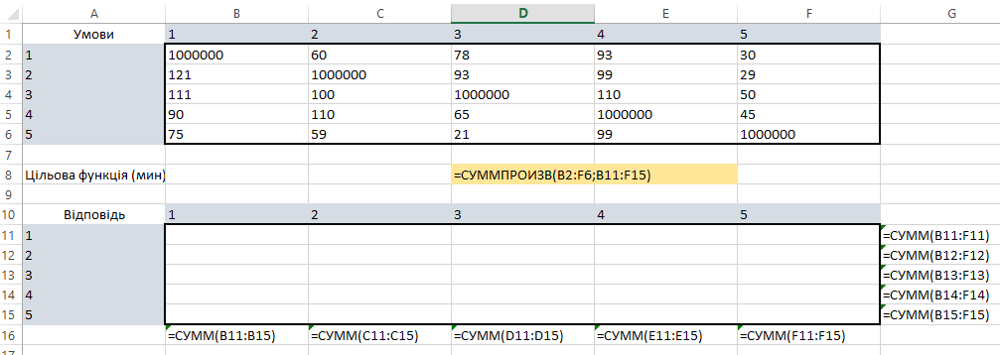 A B C D E F G
1 Умови 1 2 3 4 5
2 1 1000000 60 78 93 30
3 2 121 1000000 93 99 29
4 3 111 100 1000000 110 50
5 4 90 110 65 1000000 45
6 5 75 59 21 99 1000000
7
8 Цільова функція (мин) =СУММПРОИЗВ(B2:F6;B11:F15)
9
10 Відповідь 1 2 3 4 5
11 1 =СУММ(B11:F11)
12 2 =СУММ(B12:F12)
13 3 =СУММ(B13:F13)
14 4 =СУММ(B14:F14)
15 5 =СУММ(B15:F15)
16 =СУММ(B11:B15) =СУММ(C11:C15) =СУММ(D11:D15) =СУММ(E11:E15) =СУММ(F11:F15)
17